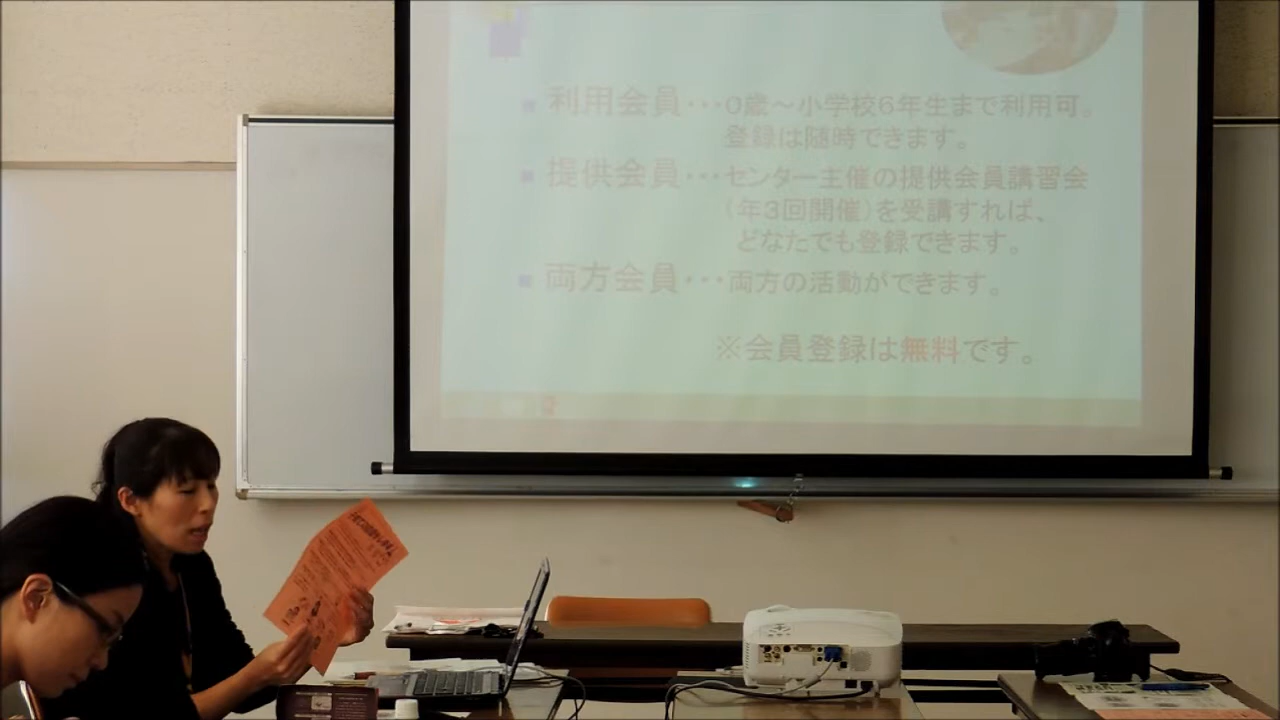 ■ 利用会員・・・0歳～小学校6年生まで利用可。
登録は随時できます。
■ 提供会員・・・センター主催の提供会員講習会
（年3回開催）を受講すれば、
どなたでも登録できます。
■ 両方会員・・・両方の活動ができます。
※会員登録は無料です。